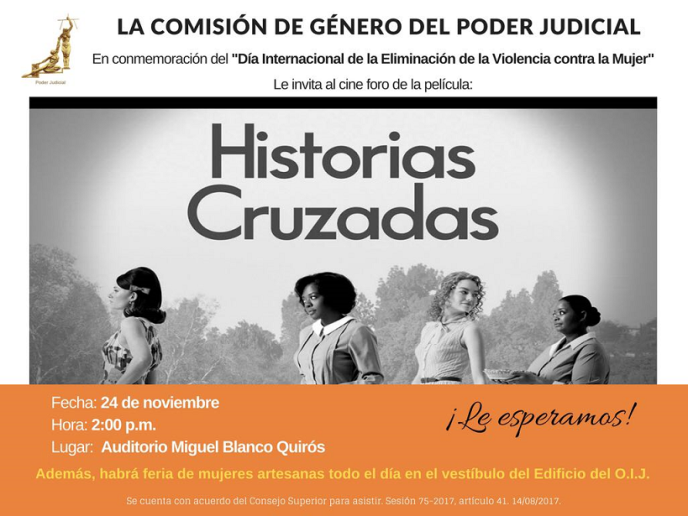 LA COMISIÓN DE GÉNERO DEL PODER JUDICIAL
En conmemoración del "Día Internacional de la Eliminación de la Violencia contra la Mujer"
Poder Judicial
Le invita al cine foro de la película:
Historias
Cruzadas
Fecha: 24 de noviembre
Hora: 2:00 p.m.
Lugar: Auditorio Miguel Blanco Quirós
¡Le esperamos!
Además, habrá feria de mujeres artesanas todo el día en el vestíbulo del Edificio del O.I.J.
Se cuenta con acuerdo del Consejo Superior para asistir. Sesión 75-2017, artículo 41. 14/08/2017.